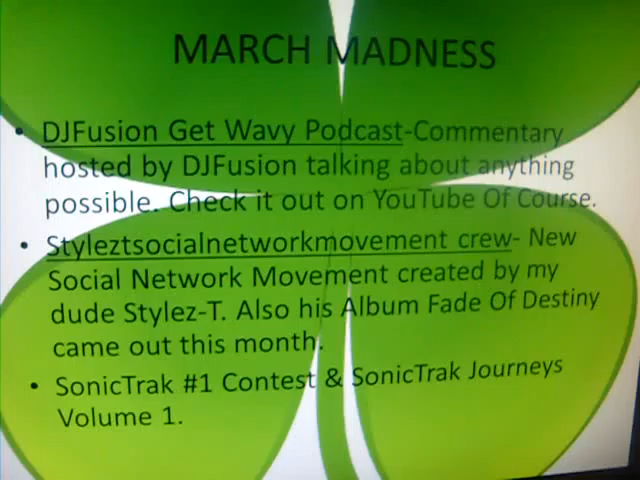 MARCH MADNESS
• DJFusion Get Wavy Podcast-Commentary
hosted by DJFusion talking about anything
possible. Check it out on YouTube Of Course.
• Styleztsocialnetworkmovement crew- New
Social Network Movement created by my
dude Stylez-T. Also his Album Fade Of Destiny
came out this month.
• SonicTrak #1 Contest & SonicTrak Journeys
Volume 1.